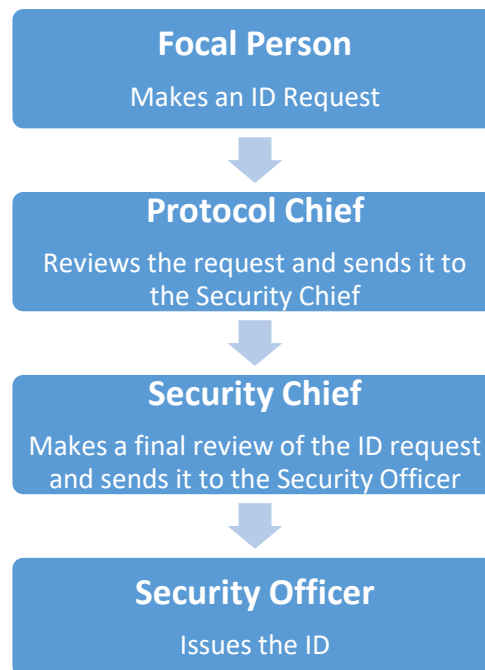 Focal Person
Makes an ID Request
Protocol Chief
Reviews the request and sends it to
the Security Chief
Security Chief
Makes a final review of the ID request
and sends it to the Security Officer
Security Officer
Issues the ID